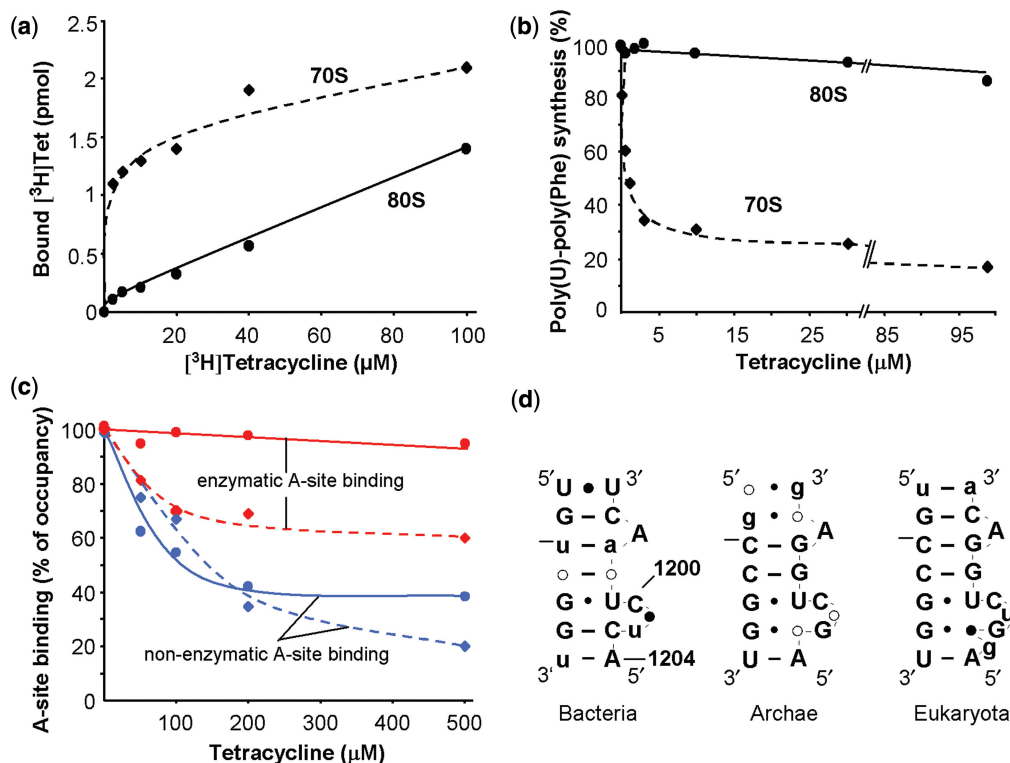 (a)
Bound [³H]Tet (pmol)
2.5
2
1.5
1
0.5
0
70S
80S
0 20 40 60 80 100
[³H]Tetracycline (µM)
(b)
Poly(U)-poly(Phe) synthesis (%)
100
80
60
40
20
0
80S
70S
5 15 25 85 95
Tetracycline (µM)
(c)
A-site binding (% of occupancy)
100
80
60
40
20
0
enzymatic A-site binding
non-enzymatic A-site binding
100 200 300 400 500
Tetracycline (µM)
(d)
5′ 3′ 3′ 5′ 3′
U • U g u – a
G C g • G C
A A A
u a C – G C – G
1200 C – G C – G
G • U C G • U C G • U C
u
G – C u G • G G • G
g
u – A 1204 U – A U – A
3‘ 5′ 3′ 5′ 3′ 5′
Bacteria Archae Eukaryota